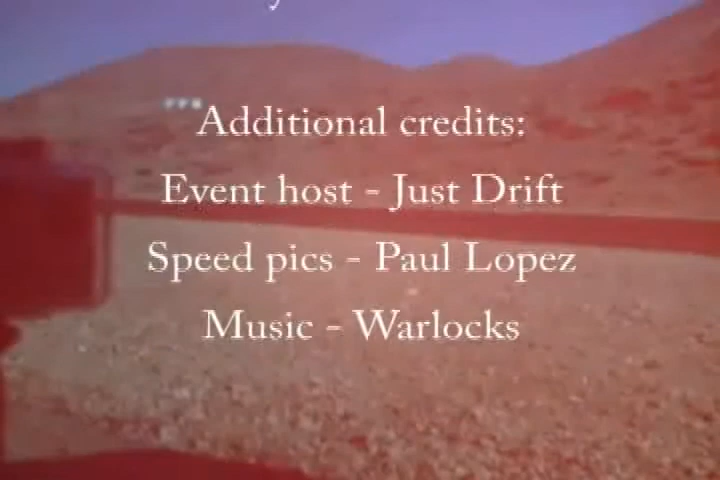 Additional credits:
Event host - Just Drift
Speed pics - Paul Lopez
Music - Warlocks